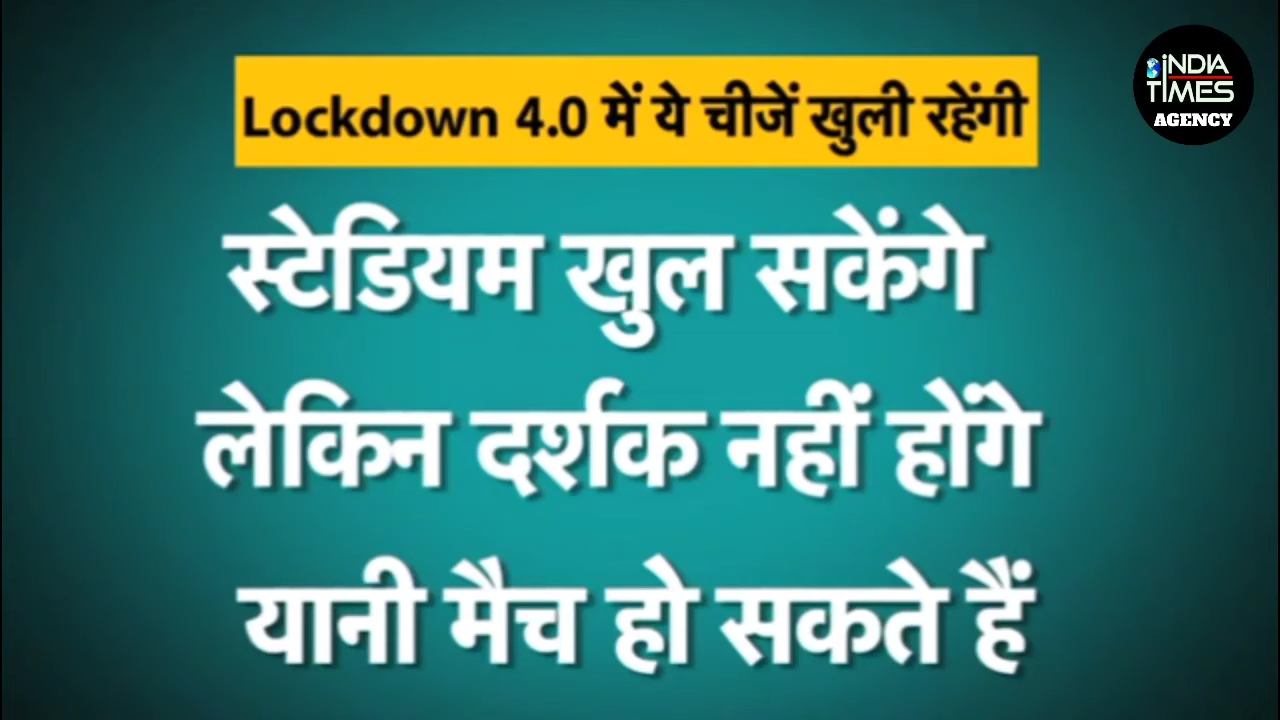 Lockdown 4.0 में ये चीजें खुली रहेंगी
iNDIA
TIMES
AGENCY
स्टेडियम खुल सकेंगे
लेकिन दर्शक नहीं होंगे
यानी मैच हो सकते हैं